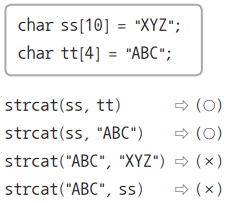 char ss[10] = "XYZ";
char tt[4] = "ABC";
strcat(ss, tt) ⇨ (○)
strcat(ss, "ABC") ⇨ (○)
strcat("ABC", "XYZ") ⇨ (×)
strcat("ABC", ss) ⇨ (×)